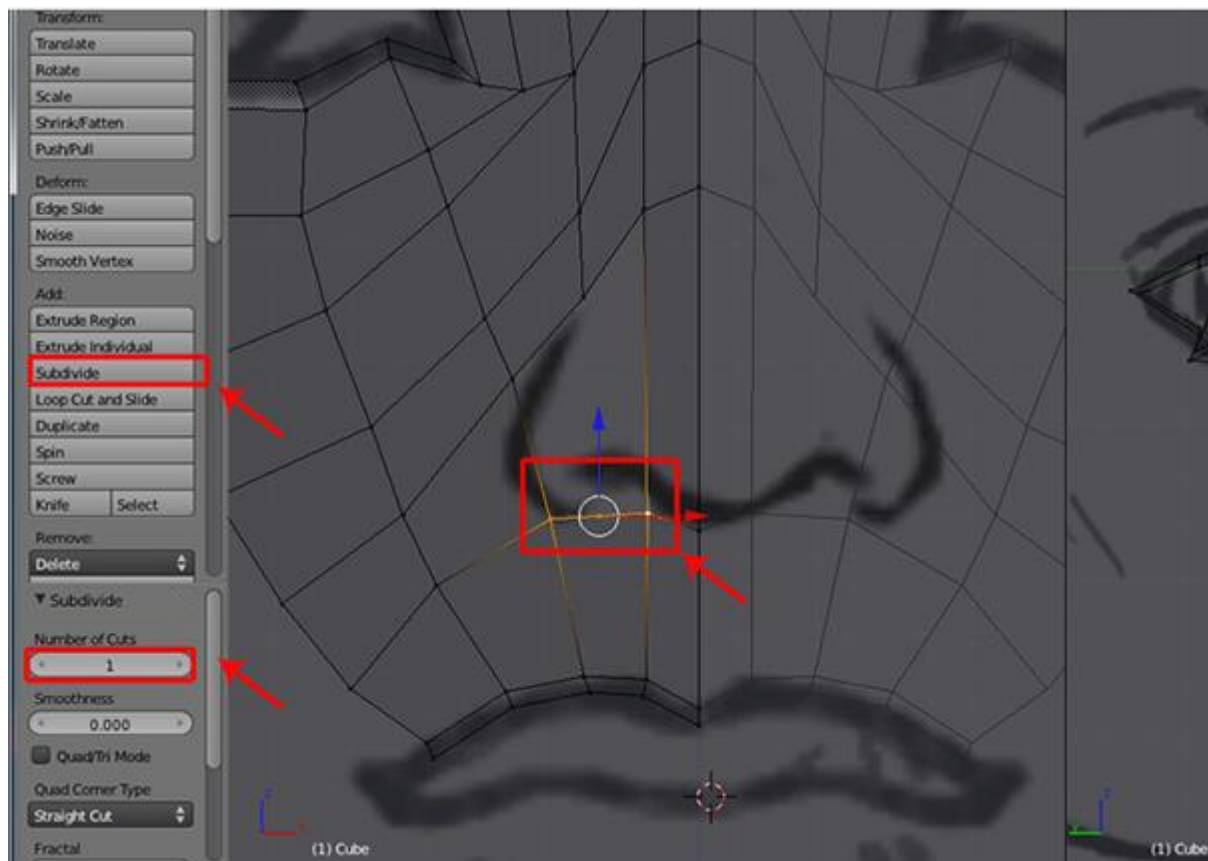 Transform:
Translate
Rotate
Scale
Shrink/Fatten
Push/Pull
Deform:
Edge Slide
Noise
Smooth Vertex
Add:
Extrude Region
Extrude Individual
Subdivide
Loop Cut and Slide
Duplicate
Spin
Screw
Knife Select
Remove:
Delete
▼ Subdivide
Number of Cuts
1
Smoothness
0.000
Quad/Tri Mode
Quad Corner Type
Straight Cut
Fractal
(1) Cube
(1) Cube